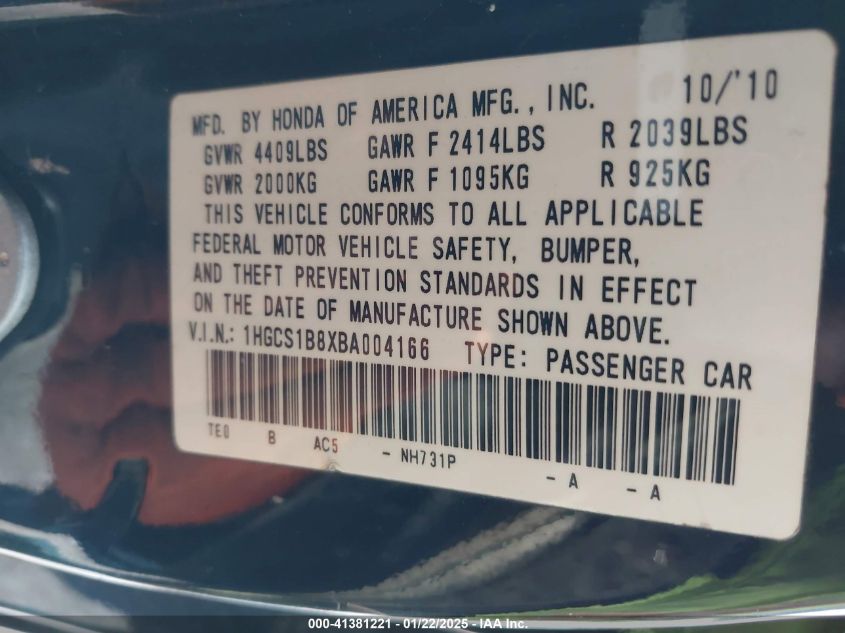 MFD. BY HONDA OF AMERICA MFG., INC. 10/'10
GVWR 4409LBS GAWR F 2414LBS R 2039LBS
GVWR 2000KG GAWR F 1095KG R 925KG
THIS VEHICLE CONFORMS TO ALL APPLICABLE
FEDERAL MOTOR VEHICLE SAFETY, BUMPER,
AND THEFT PREVENTION STANDARDS IN EFFECT
ON THE DATE OF MANUFACTURE SHOWN ABOVE.
V.I.N.: 1HGCS1B8XBA004166 TYPE: PASSENGER CAR
TE0 B AC5 - NH731P - A - A
000-41381221 - 01/22/2025 - IAA Inc.